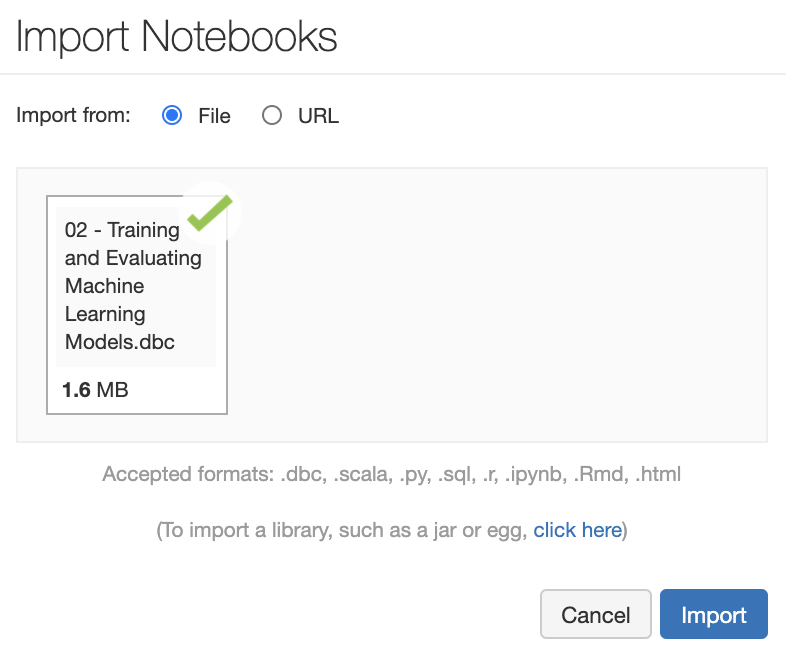 Import Notebooks
Import from: File URL
02 - Training
and Evaluating
Machine
Learning
Models.dbc
1.6 MB
Accepted formats: .dbc, .scala, .py, .sql, .r, .ipynb, .Rmd, .html
(To import a library, such as a jar or egg, click here)
Cancel Import